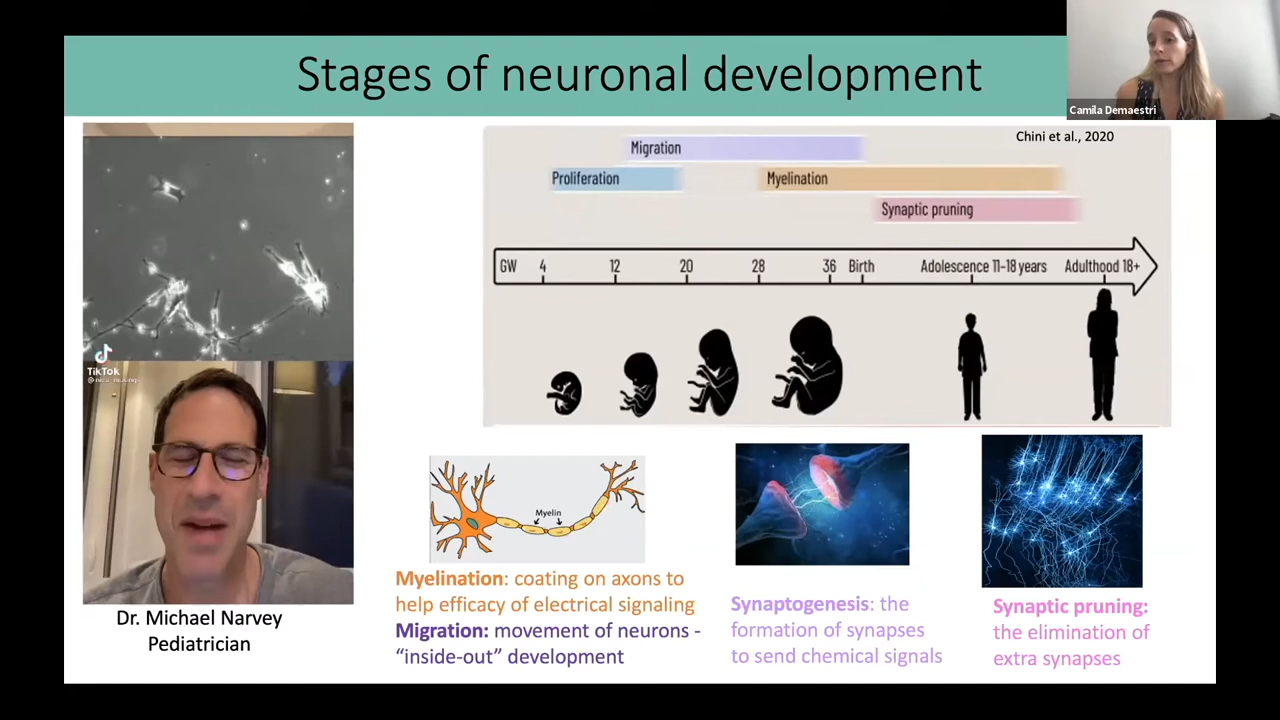 Stages of neuronal development
Camila Demaestri
Chini et al., 2020
Migration
Proliferation
Myelination
Synaptic pruning
GW 4 12 20 28 36 Birth Adolescence 11-18 years Adulthood 18+
TikTok
Dr. Michael Narvey
Pediatrician
Myelin
Myelination: coating on axons to
help efficacy of electrical signaling
Migration: movement of neurons -
“inside-out” development
Synaptogenesis: the
formation of synapses
to send chemical signals
Synaptic pruning:
the elimination of
extra synapses